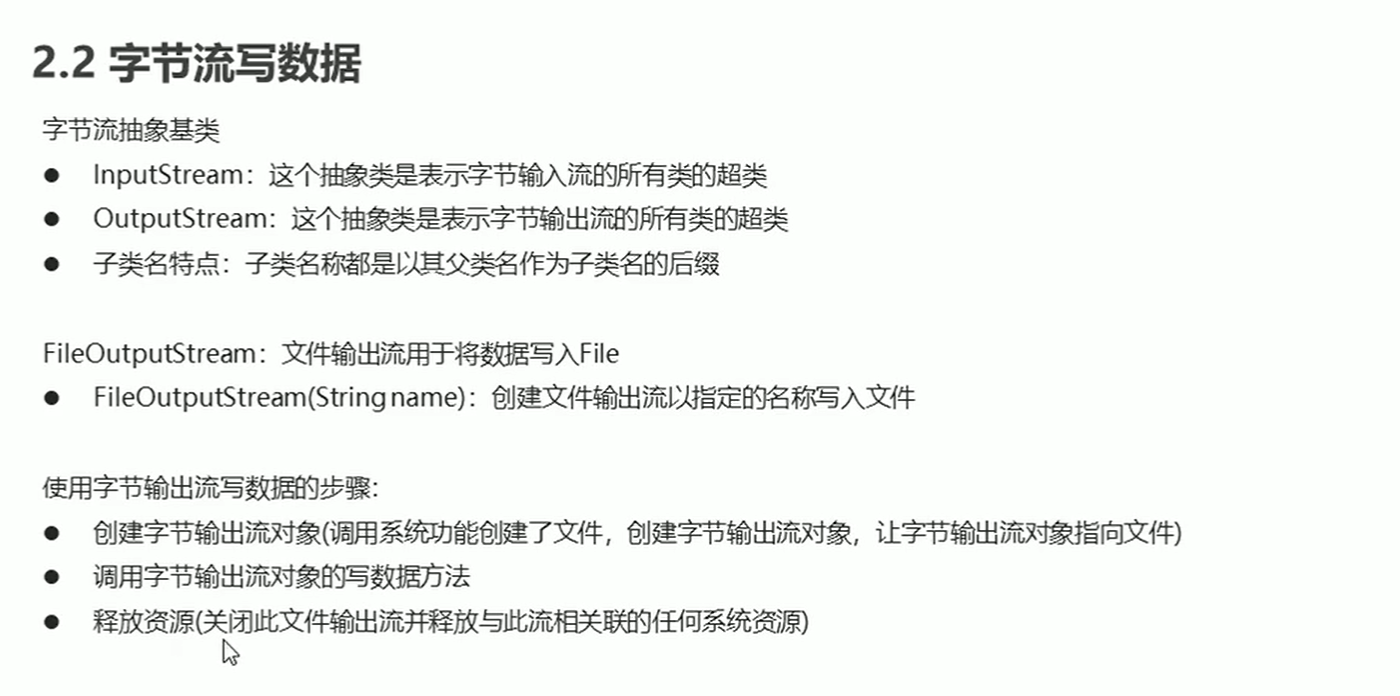 2.2 字节流写数据
字节流抽象基类
● InputStream：这个抽象类是表示字节输入流的所有类的超类
● OutputStream：这个抽象类是表示字节输出流的所有类的超类
● 子类名特点：子类名称都是以其父类名作为子类名的后缀
FileOutputStream：文件输出流用于将数据写入File
● FileOutputStream(String name)：创建文件输出流以指定的名称写入文件
使用字节输出流写数据的步骤：
● 创建字节输出流对象(调用系统功能创建了文件，创建字节输出流对象，让字节输出流对象指向文件)
● 调用字节输出流对象的写数据方法
● 释放资源(关闭此文件输出流并释放与此流相关联的任何系统资源)